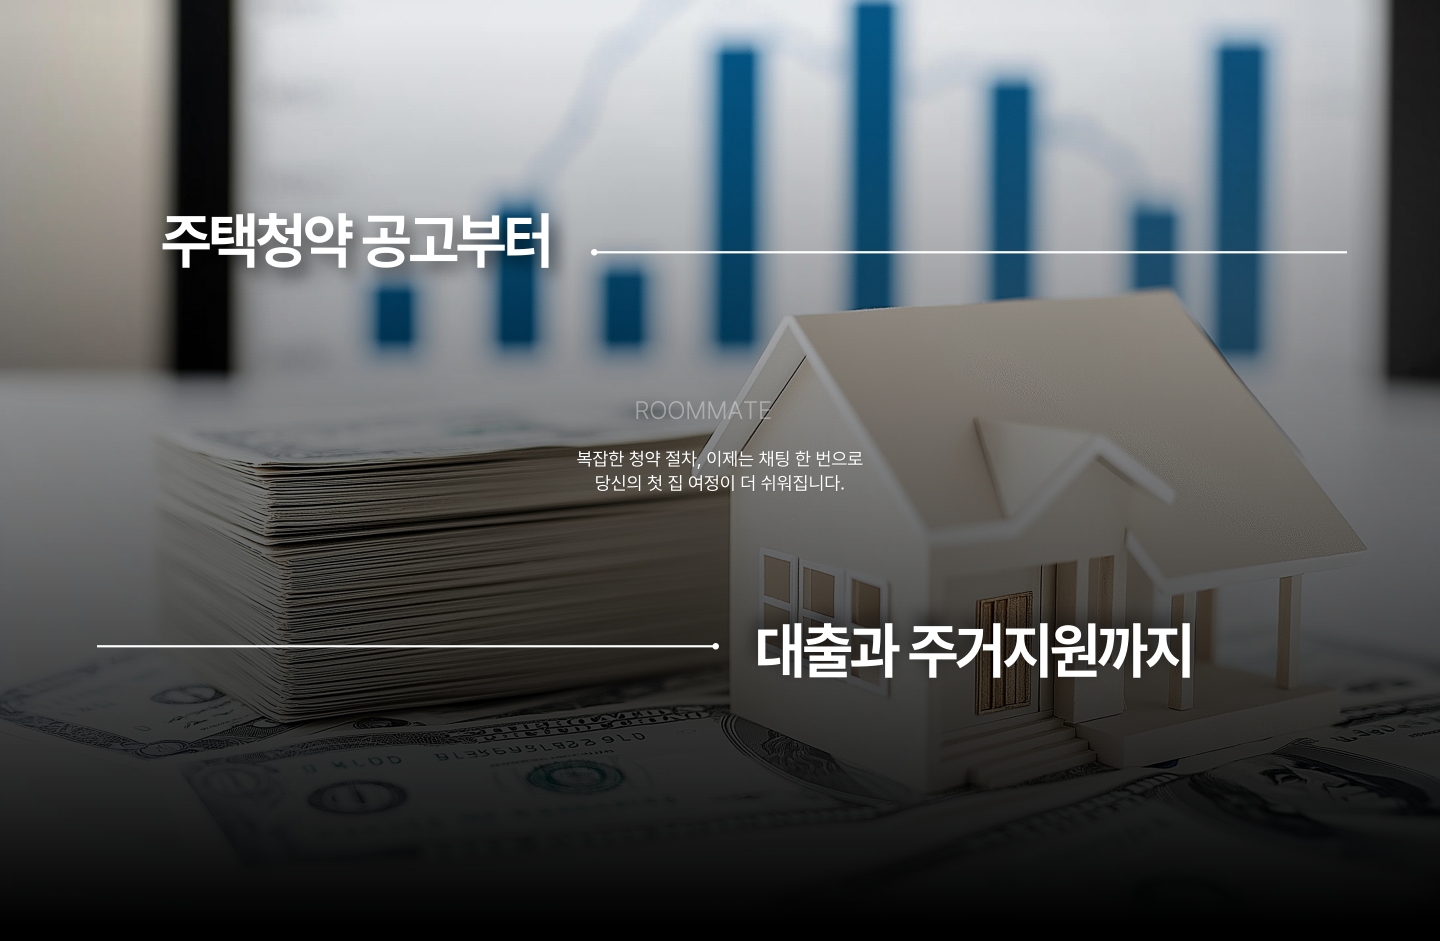 주택청약 공고부터
ROOMMATE
복잡한 청약 절차, 이제는 채팅 한 번으로
당신의 첫 집 여정이 더 쉬워집니다.
대출과 주거지원까지